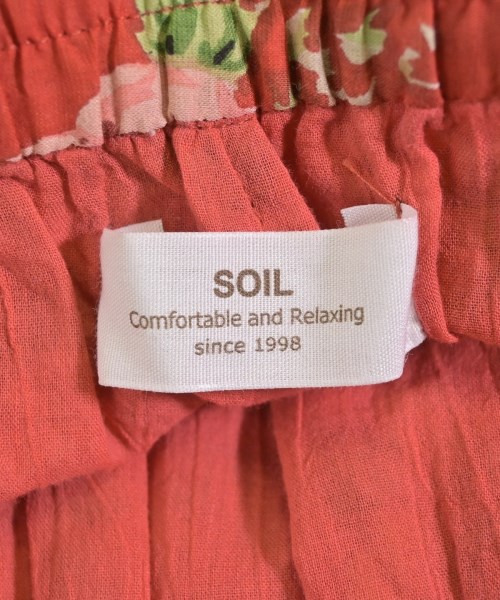 SOIL
Comfortable and Relaxing
since 1998